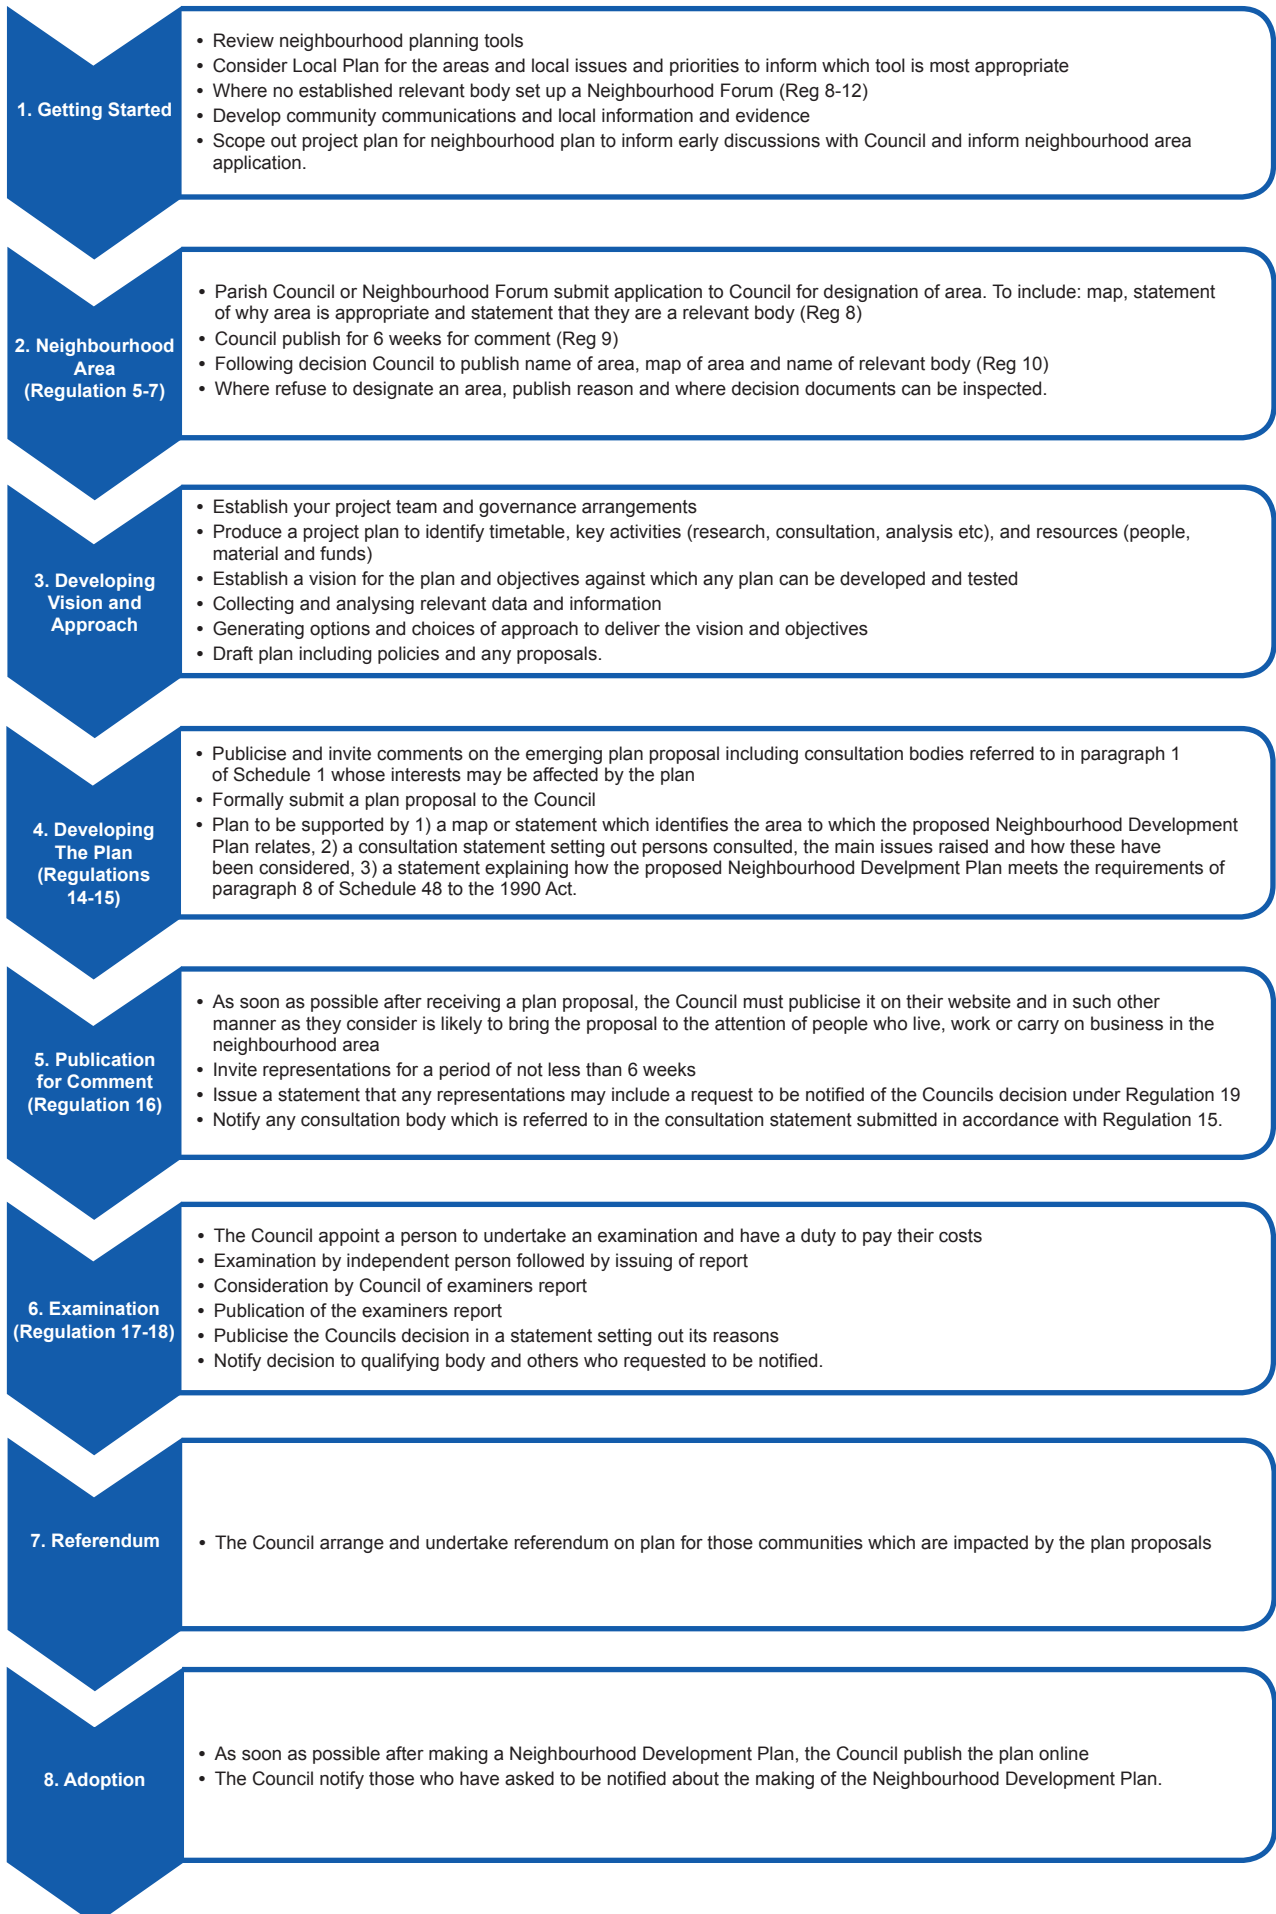 1. Getting Started
• Review neighbourhood planning tools
• Consider Local Plan for the areas and local issues and priorities to inform which tool is most appropriate
• Where no established relevant body set up a Neighbourhood Forum (Reg 8-12)
• Develop community communications and local information and evidence
• Scope out project plan for neighbourhood plan to inform early discussions with Council and inform neighbourhood area
application.
2. Neighbourhood
Area
(Regulation 5-7)
• Parish Council or Neighbourhood Forum submit application to Council for designation of area. To include: map, statement
of why area is appropriate and statement that they are a relevant body (Reg 8)
• Council publish for 6 weeks for comment (Reg 9)
• Following decision Council to publish name of area, map of area and name of relevant body (Reg 10)
• Where refuse to designate an area, publish reason and where decision documents can be inspected.
3. Developing
Vision and
Approach
• Establish your project team and governance arrangements
• Produce a project plan to identify timetable, key activities (research, consultation, analysis etc), and resources (people,
material and funds)
• Establish a vision for the plan and objectives against which any plan can be developed and tested
• Collecting and analysing relevant data and information
• Generating options and choices of approach to deliver the vision and objectives
• Draft plan including policies and any proposals.
4. Developing
The Plan
(Regulations
14-15)
• Publicise and invite comments on the emerging plan proposal including consultation bodies referred to in paragraph 1
of Schedule 1 whose interests may be affected by the plan
• Formally submit a plan proposal to the Council
• Plan to be supported by 1) a map or statement which identifies the area to which the proposed Neighbourhood Development
Plan relates, 2) a consultation statement setting out persons consulted, the main issues raised and how these have
been considered, 3) a statement explaining how the proposed Neighbourhood Develpment Plan meets the requirements of
paragraph 8 of Schedule 48 to the 1990 Act.
5. Publication
for Comment
(Regulation 16)
• As soon as possible after receiving a plan proposal, the Council must publicise it on their website and in such other
manner as they consider is likely to bring the proposal to the attention of people who live, work or carry on business in the
neighbourhood area
• Invite representations for a period of not less than 6 weeks
• Issue a statement that any representations may include a request to be notified of the Councils decision under Regulation 19
• Notify any consultation body which is referred to in the consultation statement submitted in accordance with Regulation 15.
6. Examination
(Regulation 17-18)
• The Council appoint a person to undertake an examination and have a duty to pay their costs
• Examination by independent person followed by issuing of report
• Consideration by Council of examiners report
• Publication of the examiners report
• Publicise the Councils decision in a statement setting out its reasons
• Notify decision to qualifying body and others who requested to be notified.
7. Referendum
• The Council arrange and undertake referendum on plan for those communities which are impacted by the plan proposals
8. Adoption
• As soon as possible after making a Neighbourhood Development Plan, the Council publish the plan online
• The Council notify those who have asked to be notified about the making of the Neighbourhood Development Plan.